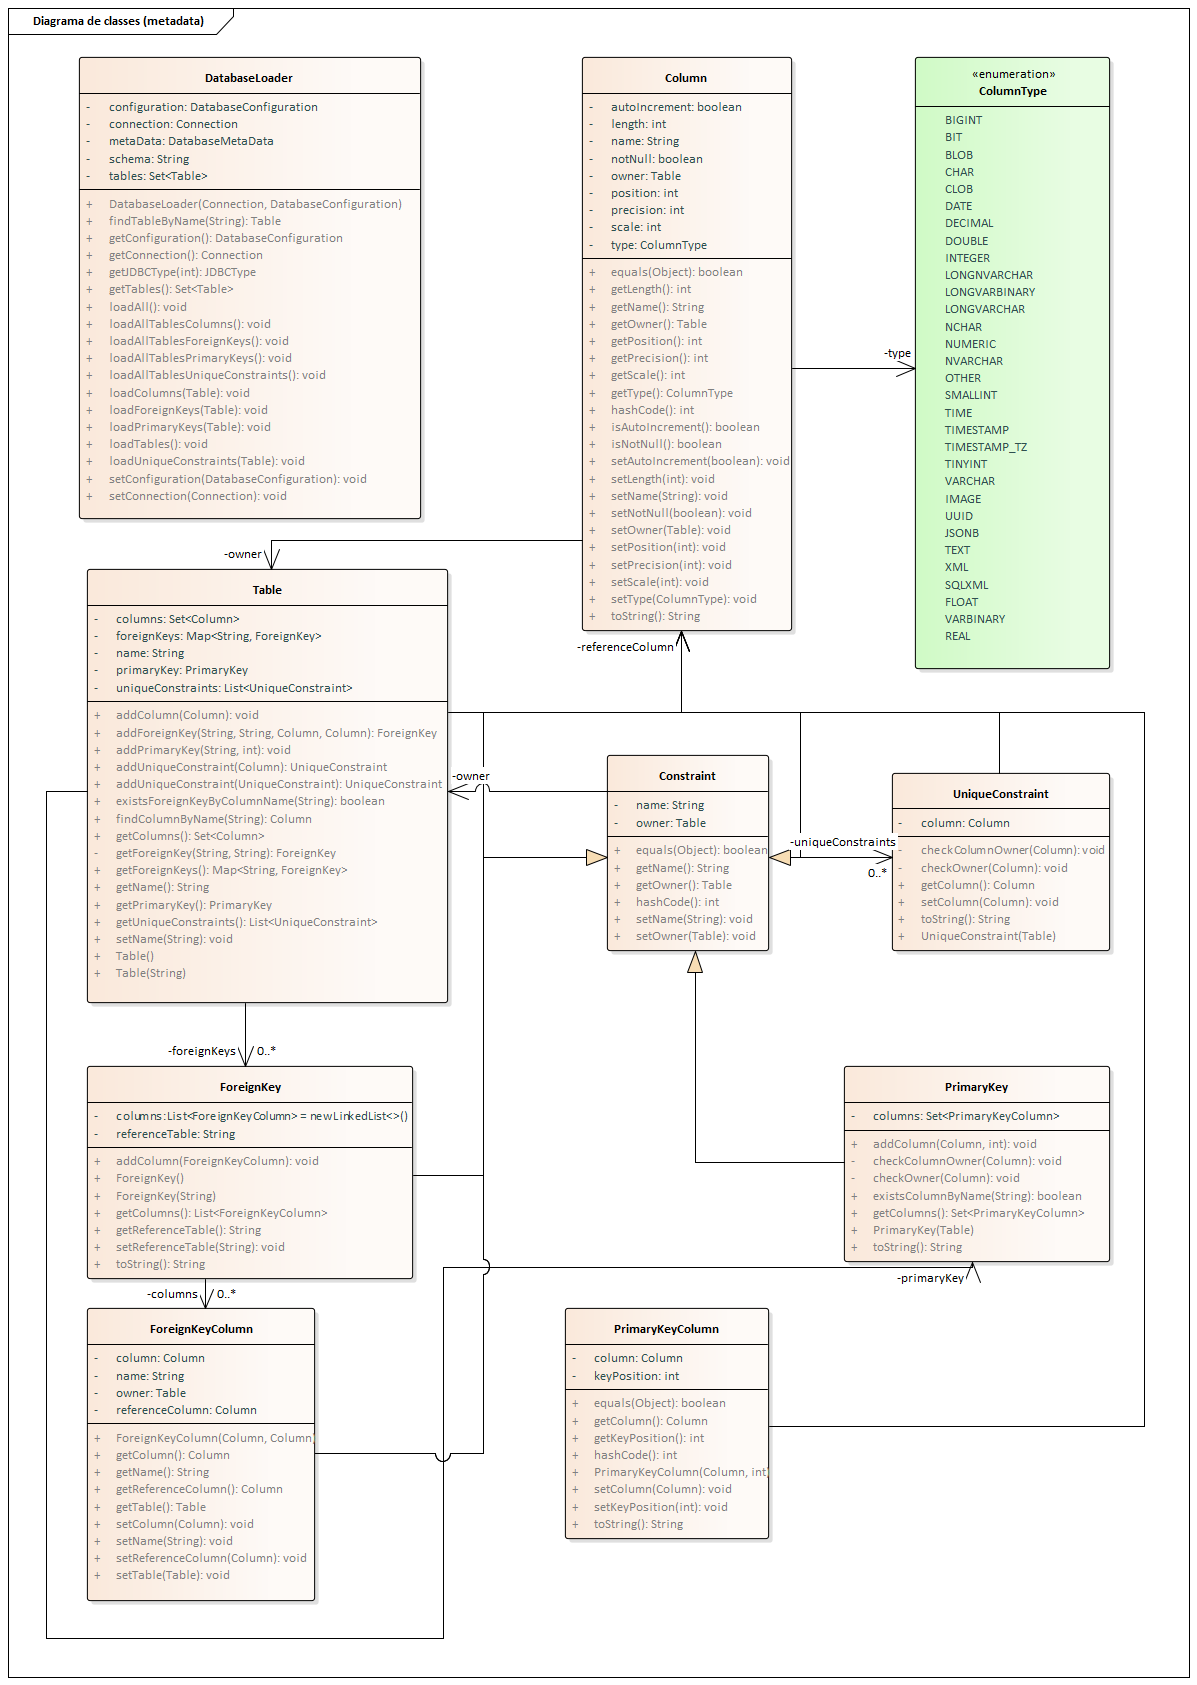 Diagrama de classes (metadata)
DatabaseLoader
- configuration: DatabaseConfiguration
- connection: Connection
- metaData: DatabaseMetaData
- schema: String
- tables: Set<Table>
+ DatabaseLoader(Connection, DatabaseConfiguration)
+ findTableByName(String): Table
+ getConfiguration(): DatabaseConfiguration
+ getConnection(): Connection
+ getJDBCType(int): JDBCType
+ getTables(): Set<Table>
+ loadAll(): void
+ loadAllTablesColumns(): void
+ loadAllTablesForeignKeys(): void
+ loadAllTablesPrimaryKeys(): void
+ loadAllTablesUniqueConstraints(): void
+ loadColumns(Table): void
+ loadForeignKeys(Table): void
+ loadPrimaryKeys(Table): void
+ loadTables(): void
+ loadUniqueConstraints(Table): void
+ setConfiguration(DatabaseConfiguration): void
+ setConnection(Connection): void
Column
- autoIncrement: boolean
- length: int
- name: String
- notNull: boolean
- owner: Table
- position: int
- precision: int
- scale: int
- type: ColumnType
+ equals(Object): boolean
+ getLength(): int
+ getName(): String
+ getOwner(): Table
+ getPosition(): int
+ getPrecision(): int
+ getScale(): int
+ getType(): ColumnType
+ hashCode(): int
+ isAutoIncrement(): boolean
+ isNotNull(): boolean
+ setAutoIncrement(boolean): void
+ setLength(int): void
+ setName(String): void
+ setNotNull(boolean): void
+ setOwner(Table): void
+ setPosition(int): void
+ setPrecision(int): void
+ setScale(int): void
+ setType(ColumnType): void
+ toString(): String
-type
«enumeration»
ColumnType
BIGINT
BIT
BLOB
CHAR
CLOB
DATE
DECIMAL
DOUBLE
INTEGER
LONGNVARCHAR
LONGVARBINARY
LONGVARCHAR
NCHAR
NUMERIC
NVARCHAR
OTHER
SMALLINT
TIME
TIMESTAMP
TIMESTAMP_TZ
TINYINT
VARCHAR
IMAGE
UUID
JSONB
TEXT
XML
SQLXML
FLOAT
VARBINARY
REAL
-owner
-referenceColumn
Table
- columns: Set<Column>
- foreignKeys: Map<String, ForeignKey>
- name: String
- primaryKey: PrimaryKey
- uniqueConstraints: List<UniqueConstraint>
+ addColumn(Column): void
+ addForeignKey(String, String, Column, Column): ForeignKey
+ addPrimaryKey(String, int): void
+ addUniqueConstraint(Column): UniqueConstraint
+ addUniqueConstraint(UniqueConstraint): UniqueConstraint
+ existsForeignKeyByColumnName(String): boolean
+ findColumnByName(String): Column
+ getColumns(): Set<Column>
- getForeignKey(String, String): ForeignKey
+ getForeignKeys(): Map<String, ForeignKey>
+ getName(): String
+ getPrimaryKey(): PrimaryKey
+ getUniqueConstraints(): List<UniqueConstraint>
+ setName(String): void
+ Table()
+ Table(String)
-owner
Constraint
- name: String
- owner: Table
+ equals(Object): boolean
+ getName(): String
+ getOwner(): Table
+ hashCode(): int
+ setName(String): void
+ setOwner(Table): void
-uniqueConstraints
0..*
UniqueConstraint
- column: Column
- checkColumnOwner(Column): void
- checkOwner(Column): void
+ getColumn(): Column
+ setColumn(Column): void
+ toString(): String
+ UniqueConstraint(Table)
-foreignKeys 0..*
ForeignKey
- columns:List<ForeignKeyColumn> = newLinkedList<>()
- referenceTable: String
+ addColumn(ForeignKeyColumn): void
+ ForeignKey()
+ ForeignKey(String)
+ getColumns(): List<ForeignKeyColumn>
+ getReferenceTable(): String
+ setReferenceTable(String): void
+ toString(): String
PrimaryKey
- columns: Set<PrimaryKeyColumn>
+ addColumn(Column, int): void
- checkColumnOwner(Column): void
- checkOwner(Column): void
+ existsColumnByName(String): boolean
+ getColumns(): Set<PrimaryKeyColumn>
+ PrimaryKey(Table)
+ toString(): String
-primaryKey
-columns 0..*
ForeignKeyColumn
- column: Column
- name: String
- owner: Table
- referenceColumn: Column
+ ForeignKeyColumn(Column, Column)
+ getColumn(): Column
+ getName(): String
+ getReferenceColumn(): Column
+ getTable(): Table
+ setColumn(Column): void
+ setName(String): void
+ setReferenceColumn(Column): void
+ setTable(Table): void
PrimaryKeyColumn
- column: Column
- keyPosition: int
+ equals(Object): boolean
+ getColumn(): Column
+ getKeyPosition(): int
+ hashCode(): int
+ PrimaryKeyColumn(Column, int)
+ setColumn(Column): void
+ setKeyPosition(int): void
+ toString(): String